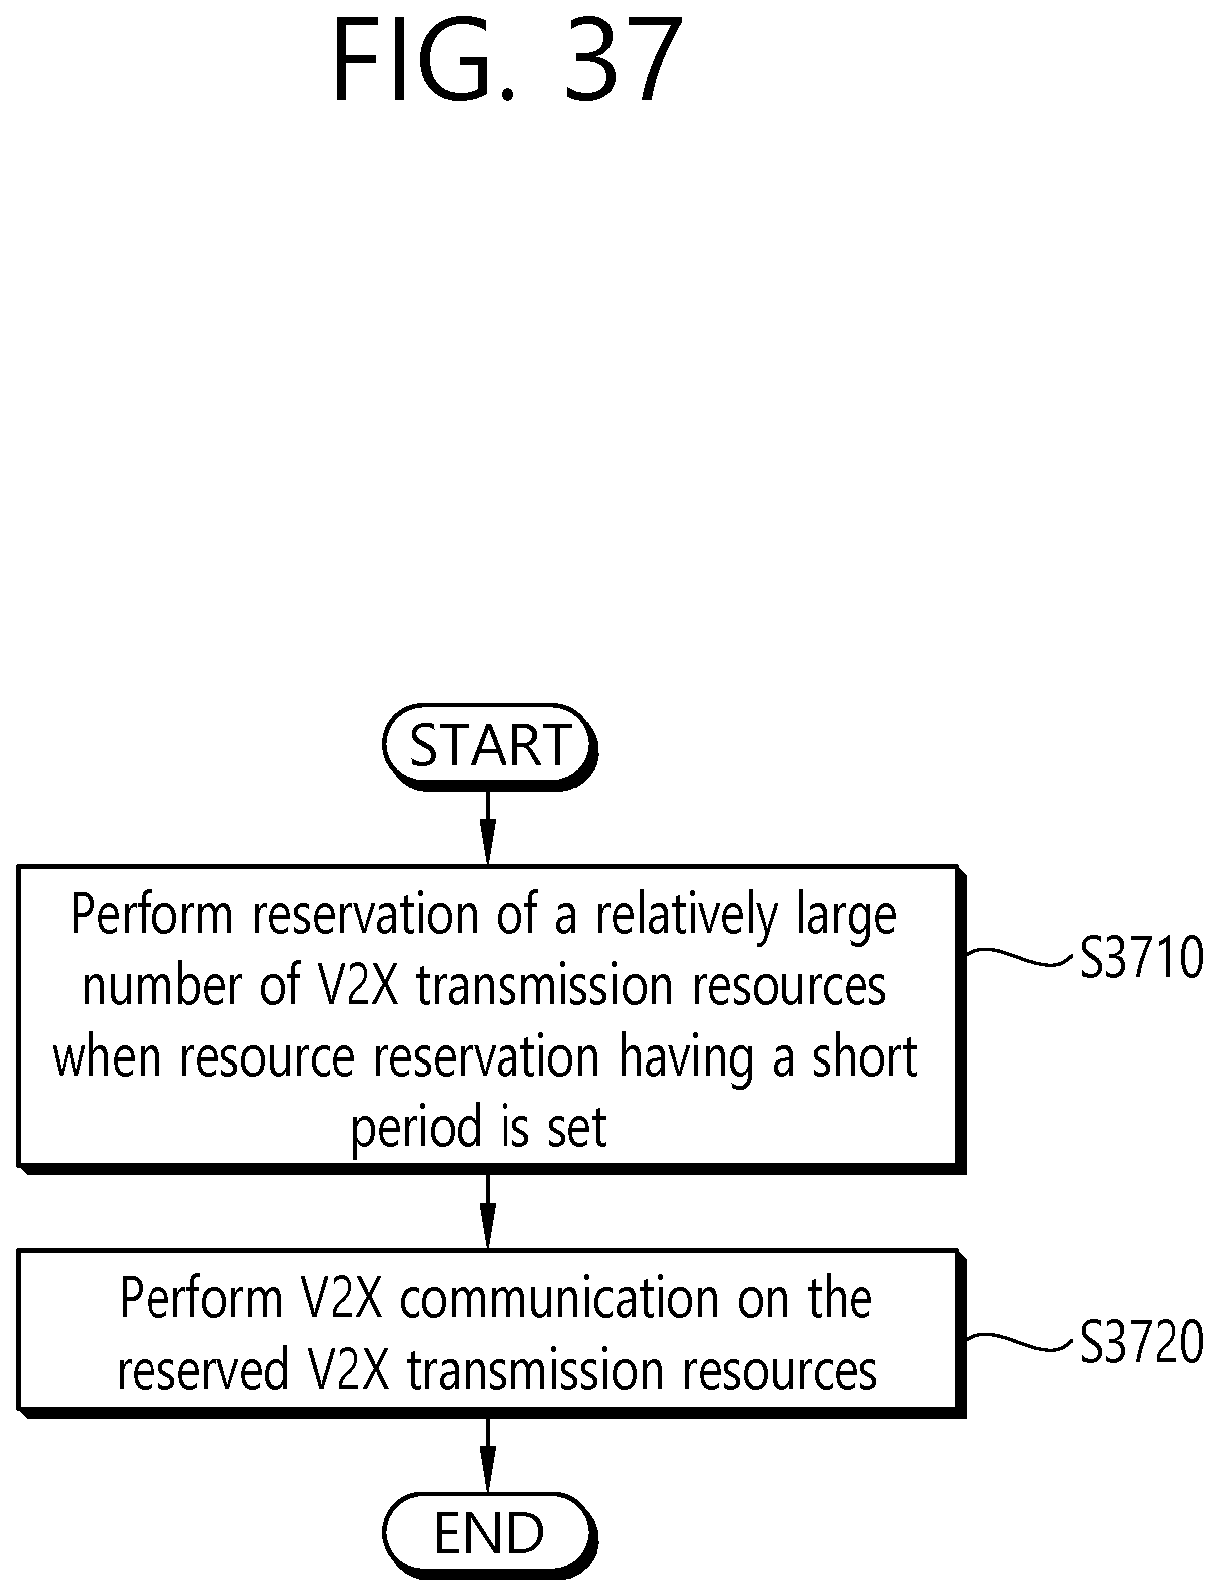 FIG. 37
START
Perform reservation of a relatively large
number of V2X transmission resources
when resource reservation having a short
period is set
S3710
Perform V2X communication on the
reserved V2X transmission resources
S3720
END